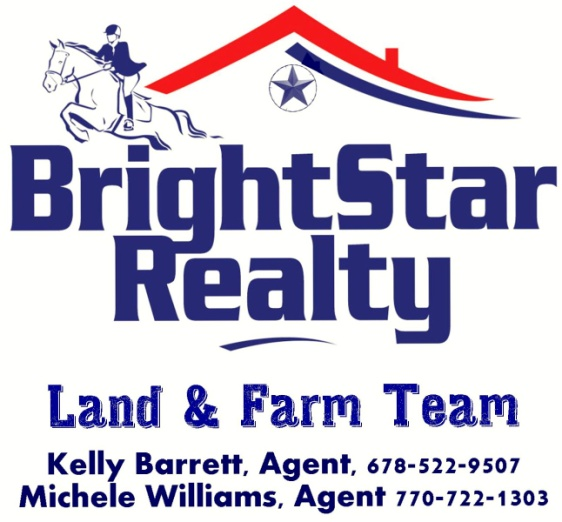 BrightStar
Realty
Land & Farm Team
Kelly Barrett, Agent, 678-522-9507
Michele Williams, Agent 770-722-1303